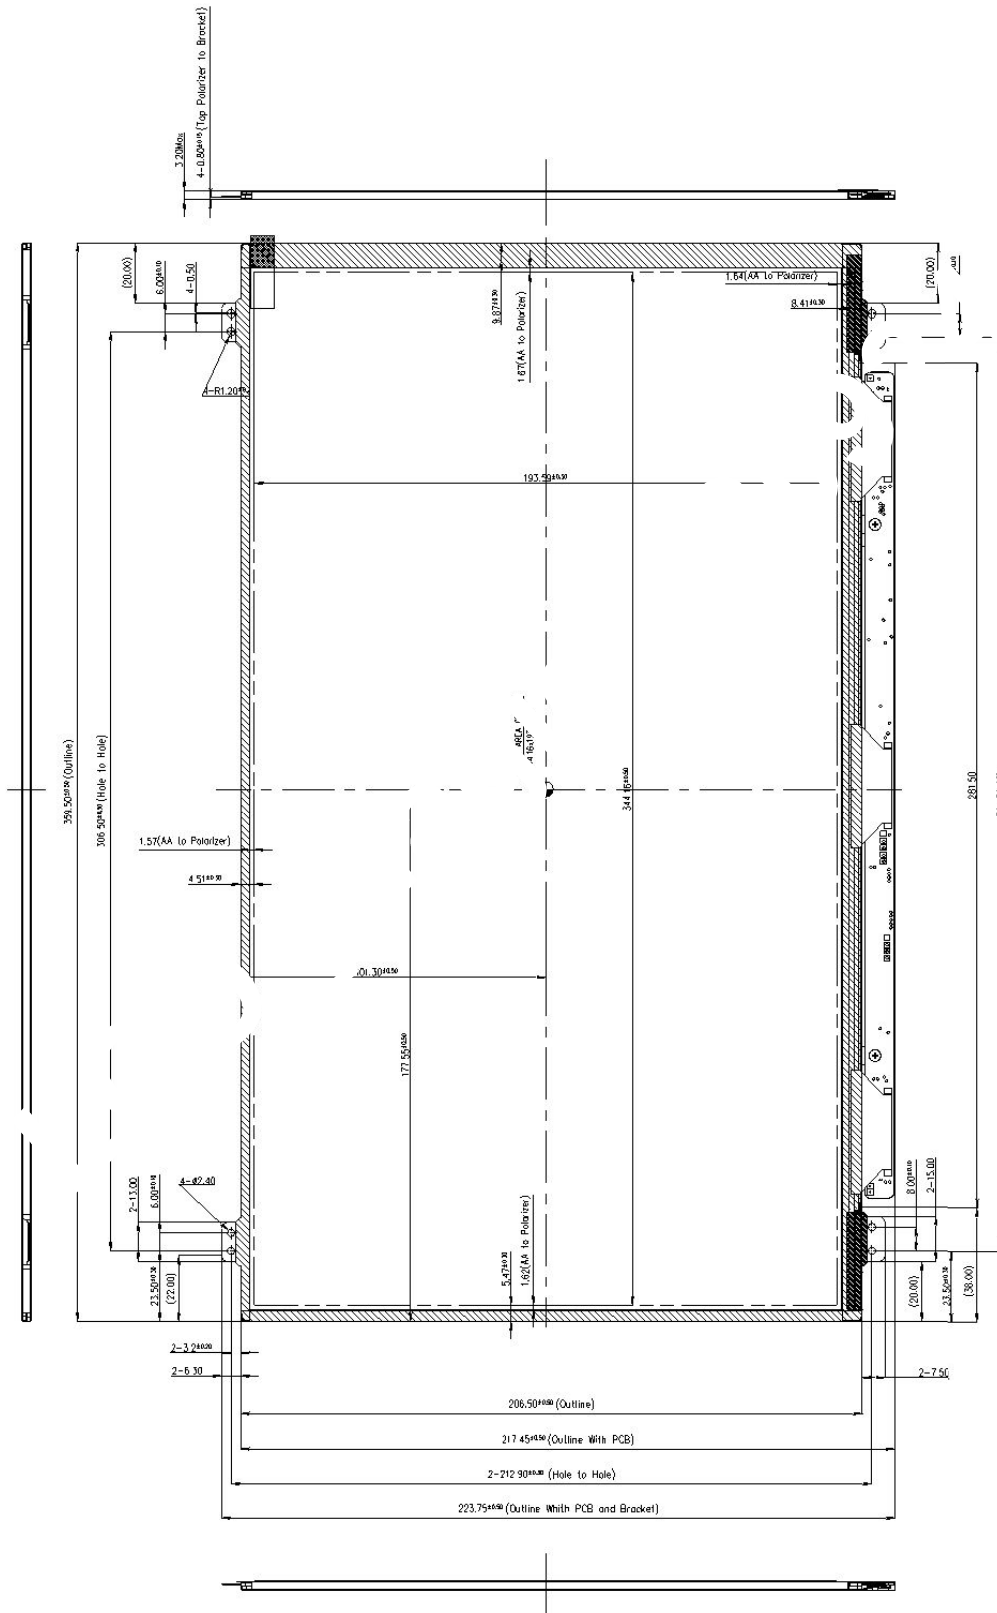 4-0.80±0.15(Top Polarizer to Bracket)
3.20Max
(20.00)
6.00±0.10
4-0.50
9.87±0.30
1.67(AA to Polarizer)
1.64(AA to Polarizer)
8.41±0.30
(20.00)
193.59±0.50
359.50±0.50(Outline)
306.50±0.30(Hole to Hole)
AREA
344.16±0.50
281.50
1.57(AA to Polarizer)
4.51±0.30
177.55±0.50
2-13.00
6.00±0.10
4-ø2.40
23.50±0.30
(22.00)
5.47±0.30
1.62(AA to Polarizer)
8.00±0.10
2-15.00
(20.00)
23.50±0.30
(38.00)
2-3.2±0.20
2-6.30
2-7.50
206.50±0.50(Outline)
217.45±0.50(Outline With PCB)
2-212.90±0.30 (Hole to Hole)
223.75±0.50(Outline Whith PCB and Bracket)